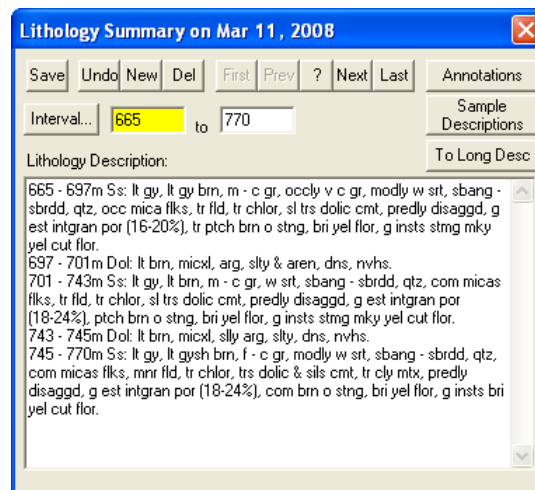 Lithology Summary on Mar 11, 2008
Save Undo New Del First Prev ? Next Last Annotations
Interval... 665 to 770 Sample Descriptions
Lithology Description: To Long Desc
665 - 697m Ss: lt gy, lt gy brn, m - c gr, occly v c gr, modly w srt, sbang -
sbrdd, qtz, occ mica flks, tr fld, tr chlor, sl trs dolic cmt, predly disaggd, g
est intgran por (16-20%), tr ptch brn o stng, bri yel flor, g insts stmg mky
yel cut flor.
697 - 701m Dol: lt brn, micxl, arg, slty & aren, dns, nvhs.
701 - 743m Ss: lt gy, lt brn, m - c gr, w srt, sbang - sbrdd, qtz, com micas
flks, tr fld, tr chlor, sl trs dolic cmt, predly disaggd, g est intgran por
(18-24%), ptch brn o stng, bri yel flor, g insts stmg mky yel cut flor.
743 - 745m Dol: lt brn, micxl, slly arg, slty, dns, nvhs.
745 - 770m Ss: lt gy, lt gysh brn, f - c gr, modly w srt, sbang - sbrdd, qtz,
com micas flks, mnr fld, tr chlor, trs dolic & sils cmt, tr cly mtx, predly
disaggd, g est intgran por (18-24%), com brn o stng, bri yel flor, g insts bri
yel cut flor.